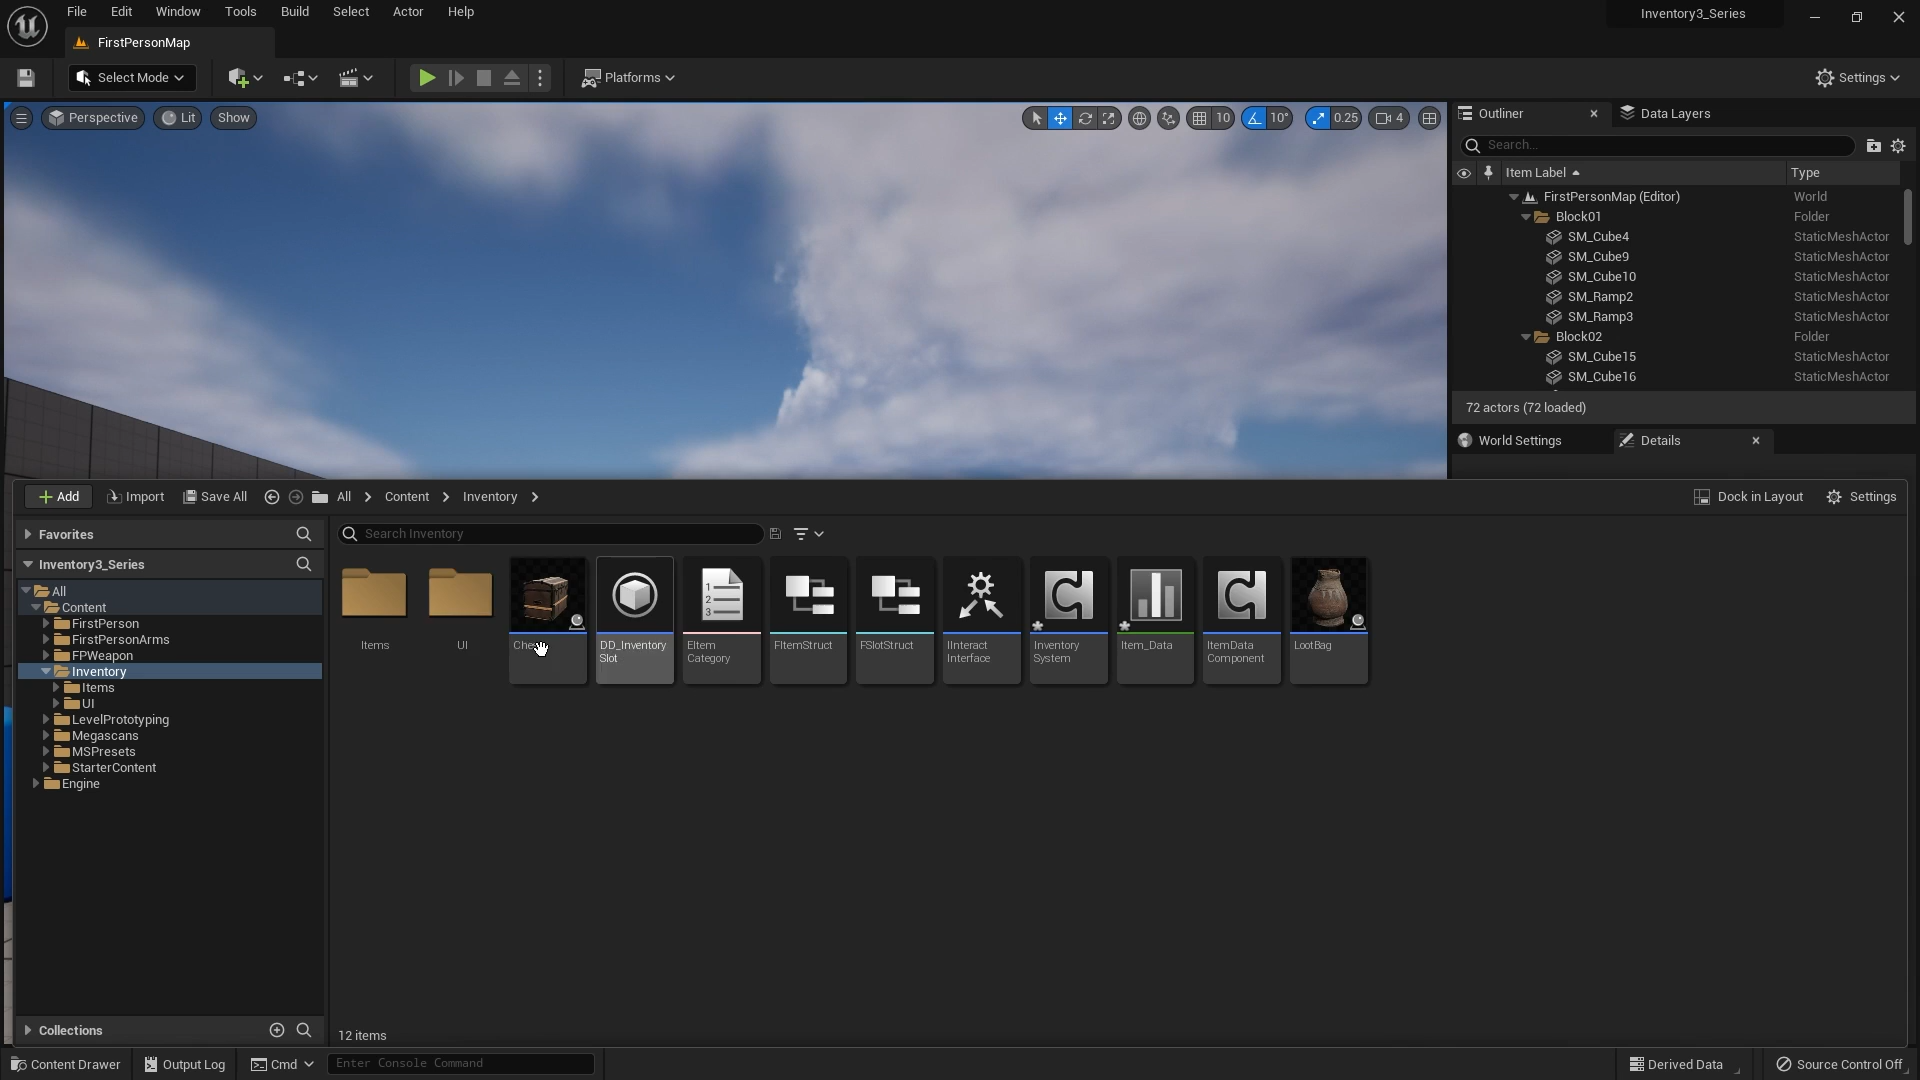 File Edit Window Tools Build Select Actor Help
Inventory3_Series
FirstPersonMap
Select Mode
Platforms
Settings
Perspective Lit Show
10 10° 0.25 4
Outliner Data Layers
Search...
Item Label Type
FirstPersonMap (Editor) World
Block01 Folder
SM_Cube4 StaticMeshActor
SM_Cube9 StaticMeshActor
SM_Cube10 StaticMeshActor
SM_Ramp2 StaticMeshActor
SM_Ramp3 StaticMeshActor
Block02 Folder
SM_Cube15 StaticMeshActor
SM_Cube16 StaticMeshActor
72 actors (72 loaded)
World Settings Details
Add Import Save All All Content Inventory Dock in Layout Settings
Favorites
Inventory3_Series
All
Content
FirstPerson
FirstPersonArms
FPWeapon
Inventory
Items
UI
LevelPrototyping
Megascans
MSPresets
StarterContent
Engine
Collections
Search Inventory
Items
UI
DD_Inventory
Slot
EItem
Category
FItemStruct
FSlotStruct
IInteract
Interface
Inventory
System
Item_Data
ItemData
Component
LootBag
12 items
Content Drawer Output Log Cmd Enter Console Command Derived Data Source Control Off